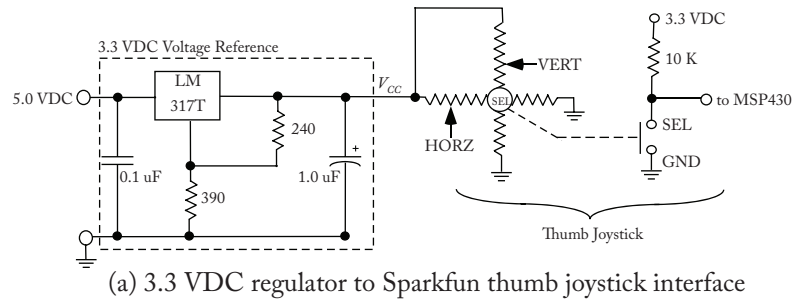 3.3 VDC Voltage Reference
5.0 VDC
LM
317T
V_CC
240
0.1 uF
390
1.0 uF
+
VERT
SEL
HORZ
3.3 VDC
10 K
to MSP430
SEL
GND
Thumb Joystick
(a) 3.3 VDC regulator to Sparkfun thumb joystick interface